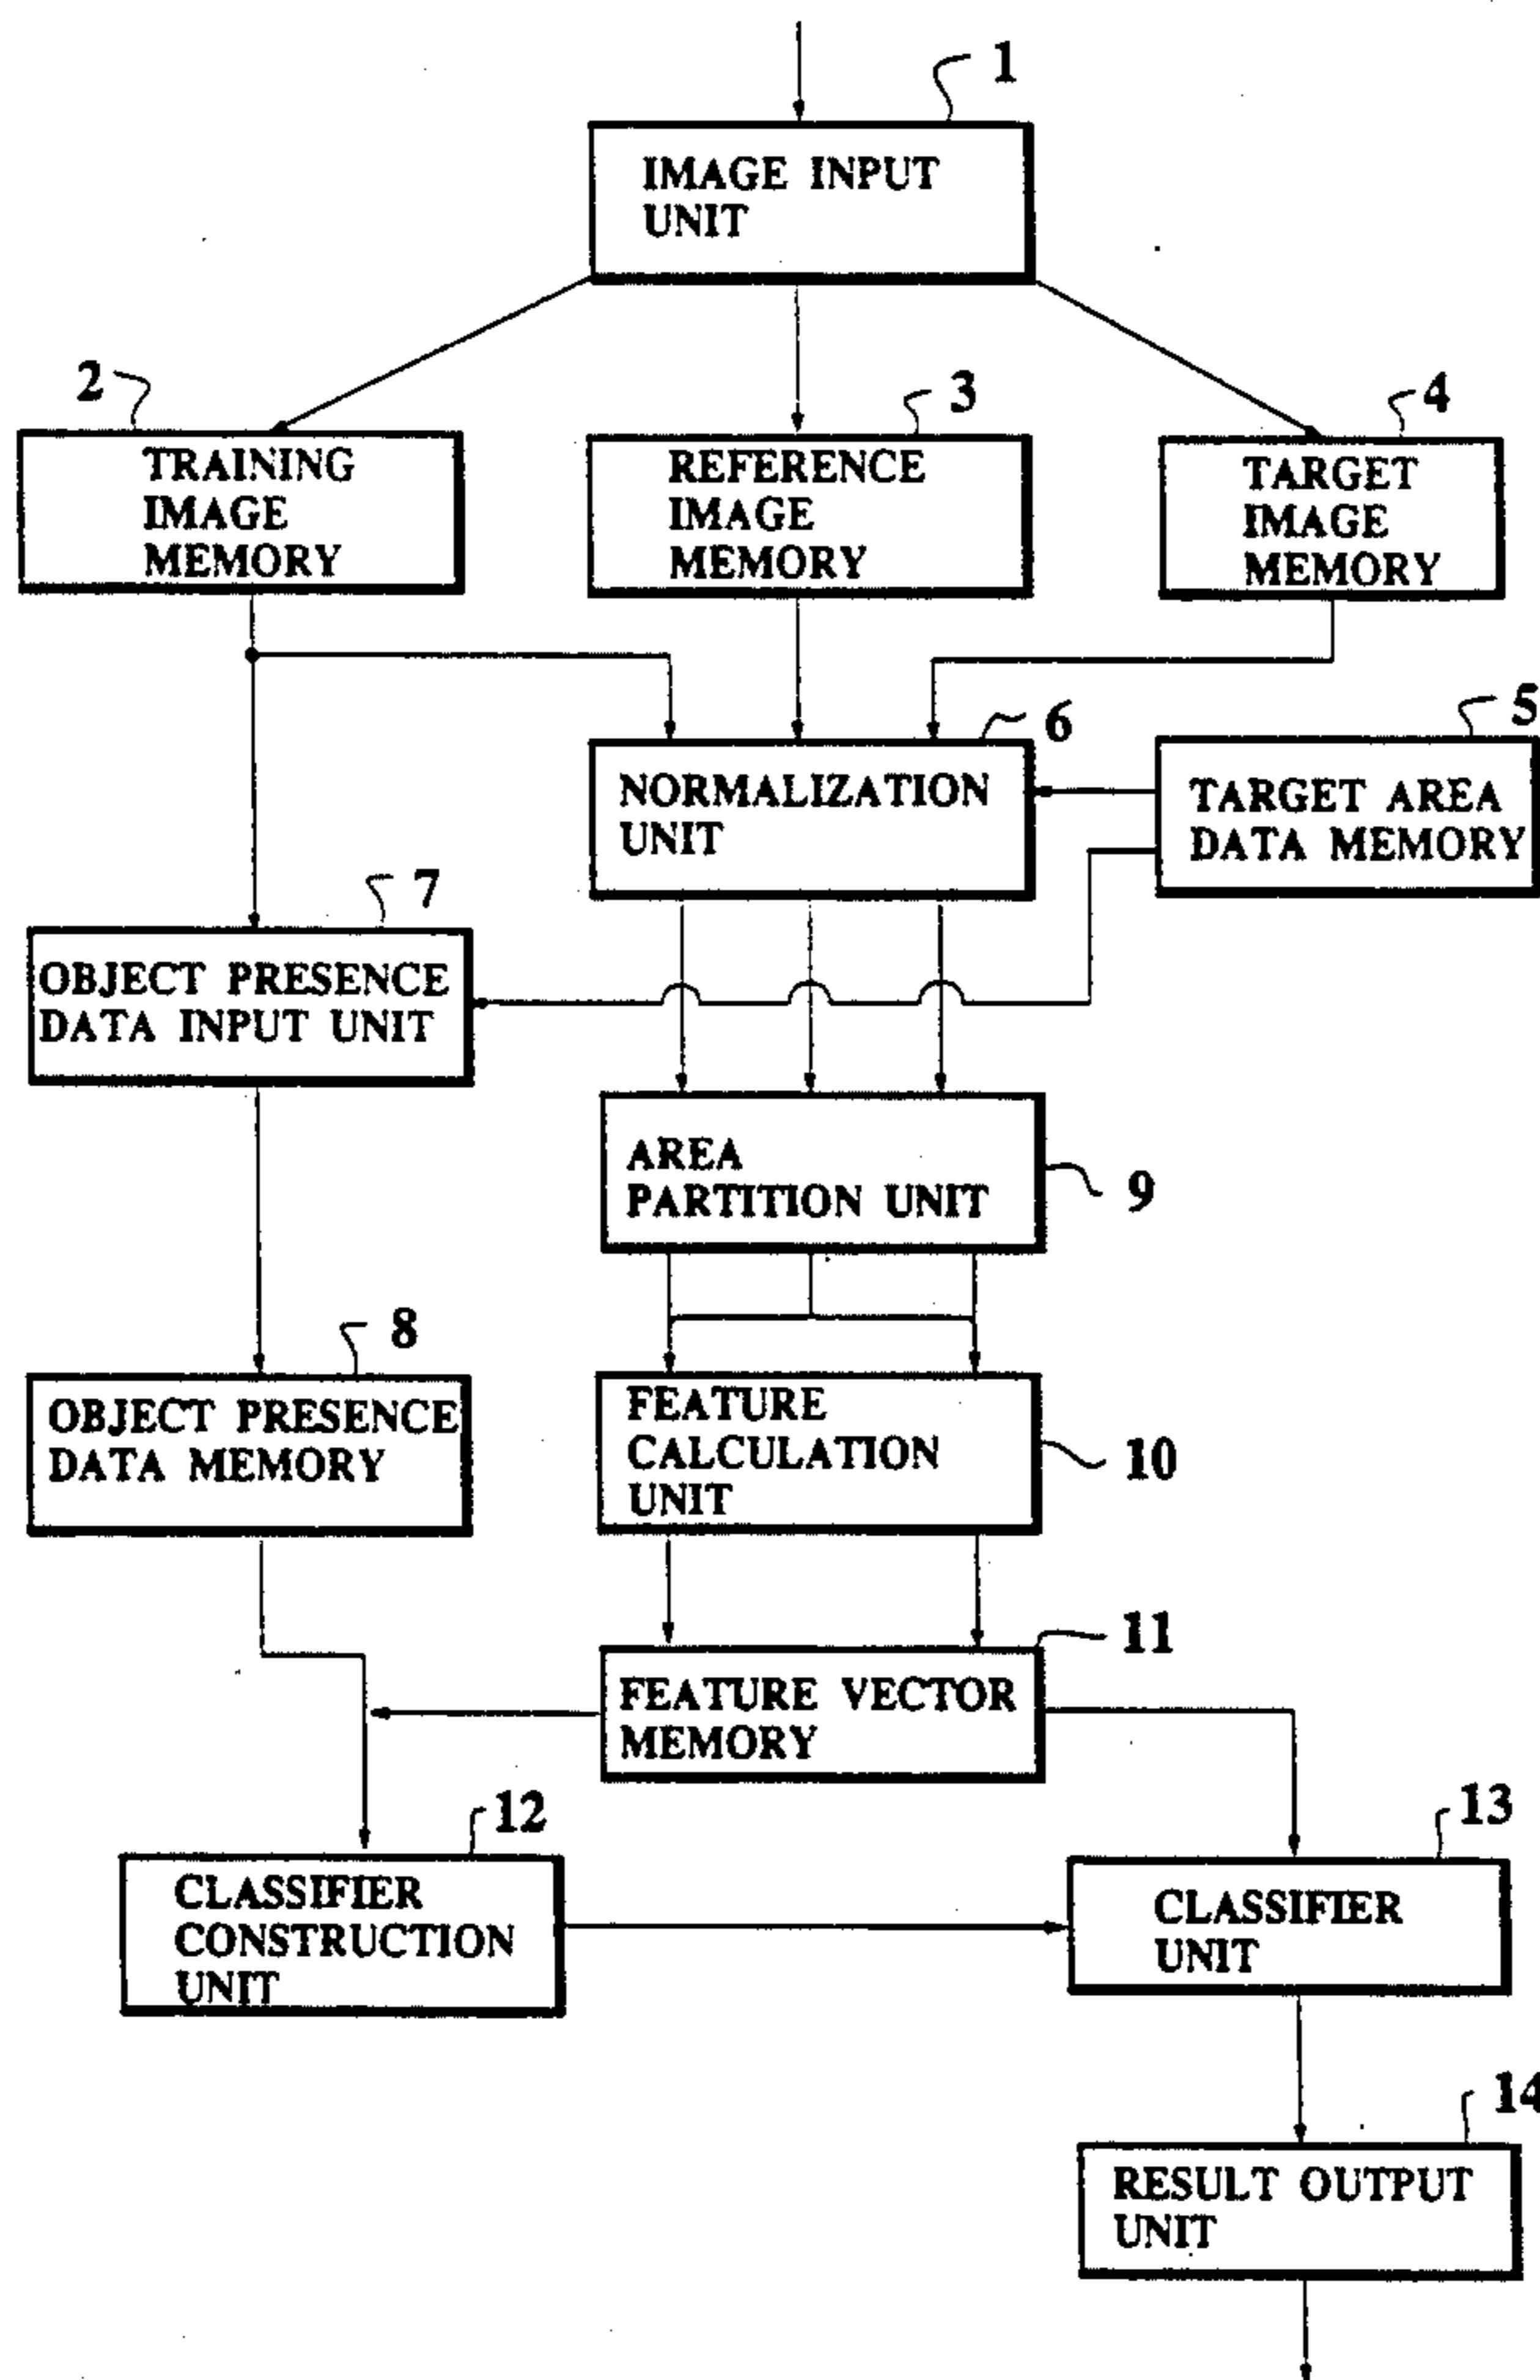 1
IMAGE INPUT
UNIT
2
TRAINING
IMAGE
MEMORY
3
REFERENCE
IMAGE
MEMORY
4
TARGET
IMAGE
MEMORY
5
TARGET AREA
DATA MEMORY
6
NORMALIZATION
UNIT
7
OBJECT PRESENCE
DATA INPUT UNIT
9
AREA
PARTITION UNIT
8
OBJECT PRESENCE
DATA MEMORY
10
FEATURE
CALCULATION
UNIT
11
FEATURE VECTOR
MEMORY
12
CLASSIFIER
CONSTRUCTION
UNIT
13
CLASSIFIER
UNIT
14
RESULT OUTPUT
UNIT